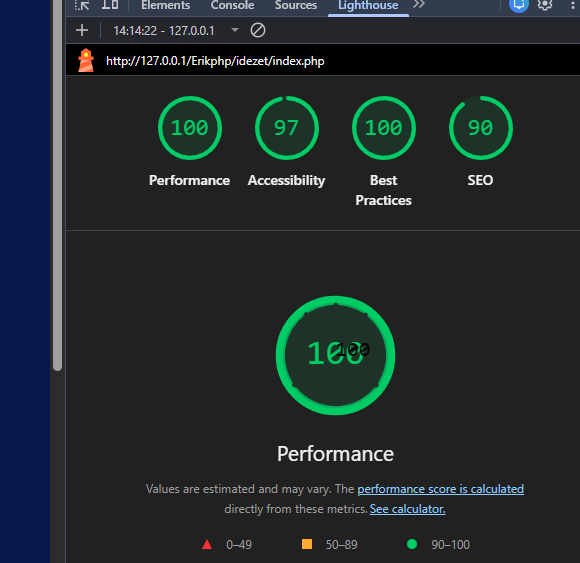 Elements Console Sources Lighthouse
14:14:22 - 127.0.0.1
http://127.0.0.1/Erikphp/idezet/index.php
100 97 100 90
Performance Accessibility Best Practices SEO
100
100
Performance
Values are estimated and may vary. The performance score is calculated
directly from these metrics. See calculator.
0–49 50–89 90–100